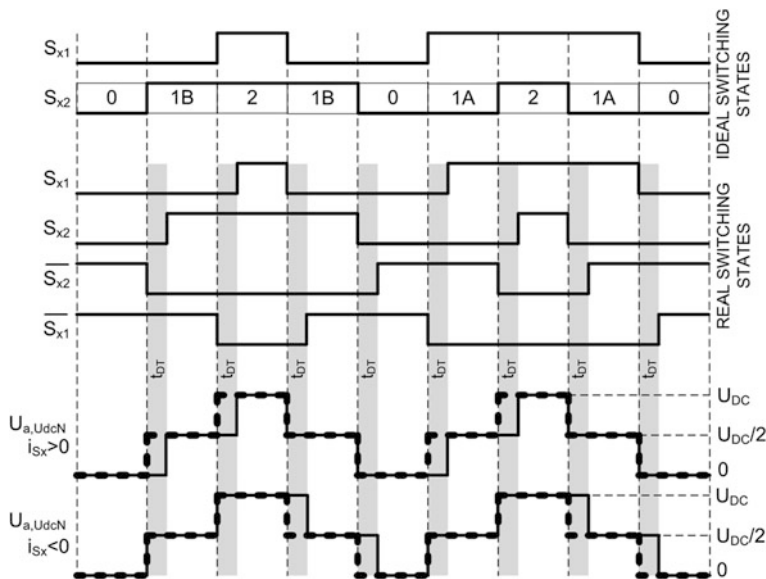 S_x1
S_x2
0 1B 2 1B 0 1A 2 1A 0
IDEAL SWITCHING
STATES
S_x1
S_x2
S̅_x2
S̅_x1
REAL SWITCHING
STATES
t_DT t_DT t_DT t_DT t_DT t_DT t_DT t_DT
U_a,UdcN
i_Sx>0
U_DC
U_DC/2
0
U_a,UdcN
i_Sx<0
U_DC
U_DC/2
0